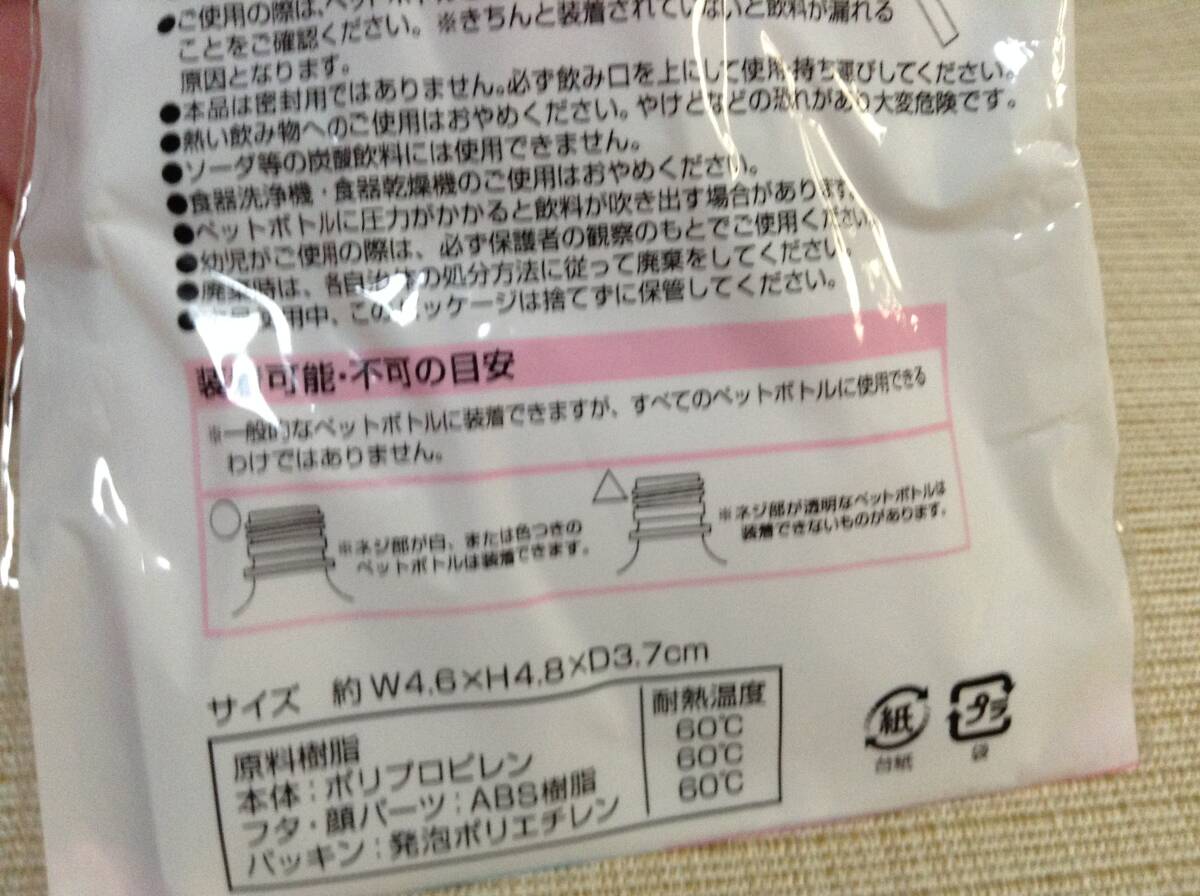 ●ご使用の際は、ペットボトル
ことをご確認ください。※きちんと装着されていないと飲料が漏れる
原因となります。
●本品は密封用ではありません。必ず飲み口を上にして使用持ち運びしてください。
●熱い飲み物へのご使用はおやめください。やけどなどの恐れがあり大変危険です。
●ソーダ等の炭酸飲料には使用できません。
●食器洗浄機・食器乾燥機のご使用はおやめください。
●ペットボトルに圧力がかかると飲料が吹き出す場合があります。
●幼児がご使用の際は、必ず保護者の観察のもとでご使用ください。
●廃棄時は、各自治体の処分方法に従って廃棄をしてください。
●使用中、このパッケージは捨てずに保管してください。
装着可能・不可の目安
※一般的なペットボトルに装着できますが、すべてのペットボトルに使用できる
わけではありません。
○ ※ネジ部が白、または色つきの
ペットボトルは装着できます。
△ ※ネジ部が透明なペットボトルは
装着できないものがあります。
サイズ 約W4.6×H4.8×D3.7cm
原料樹脂 耐熱温度
本体:ポリプロピレン 60℃
フタ・顔パーツ:ABS樹脂 60℃
パッキン:発泡ポリエチレン 60℃
紙 プラ
台紙 袋